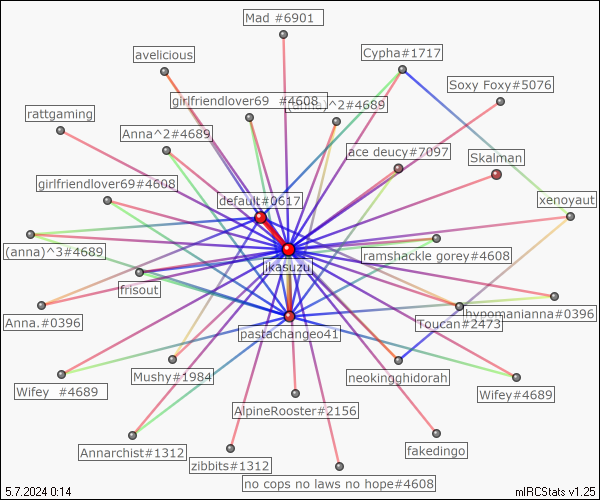 Mad #6901
avelicious
Cypha#1717
Soxy Foxy#5076
girlfriendlover69 #4608
(anna)^2#4689
rattgaming
Anna^2#4689
ace deucy#7097
Skalman
girlfriendlover69#4608
default#0617
xenoyaut
(anna)^3#4689
ramshackle gorey#4608
jkasuzu
frisout
hypnomanianna#0396
Anna.#0396
Toucan#2473
pastachangeo41
Mushy#1984
neokingghidorah
Wifey #4689
Wifey#4689
AlpineRooster#2156
Annarchist#1312
fakedingo
zibbits#1312
no cops no laws no hope#4608
5.7.2024 0:14
mIRCStats v1.25